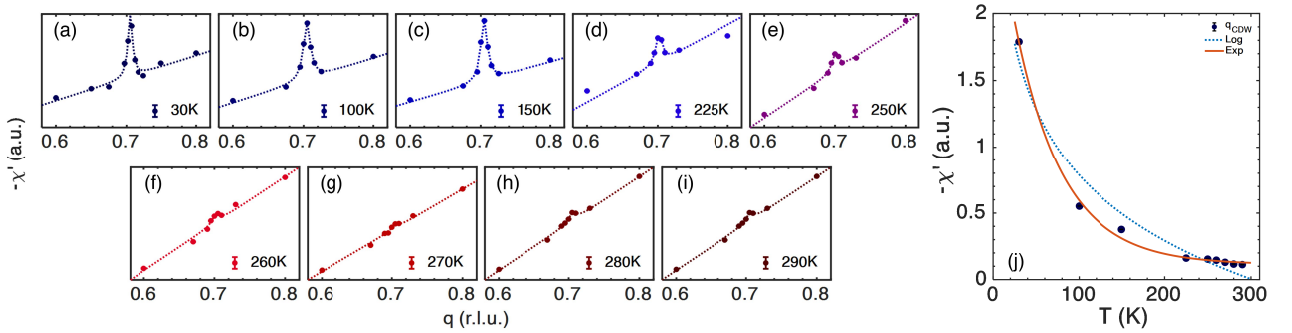 (a)
30K
(b)
100K
(c)
150K
(d)
225K
(e)
250K
0.6 0.7 0.8
0.6 0.7 0.8
0.6 0.7 0.8
0.6 0.7 0.8
0.6 0.7 0.8
-χ' (a.u.)
(f)
260K
(g)
270K
(h)
280K
(i)
290K
0.6 0.7 0.8
0.6 0.7 0.8
0.6 0.7 0.8
0.6 0.7 0.8
q (r.l.u.)
2
1.5
1
0.5
0
-χ' (a.u.)
qCDW
Log
Exp
(j)
0 100 200 300
T (K)